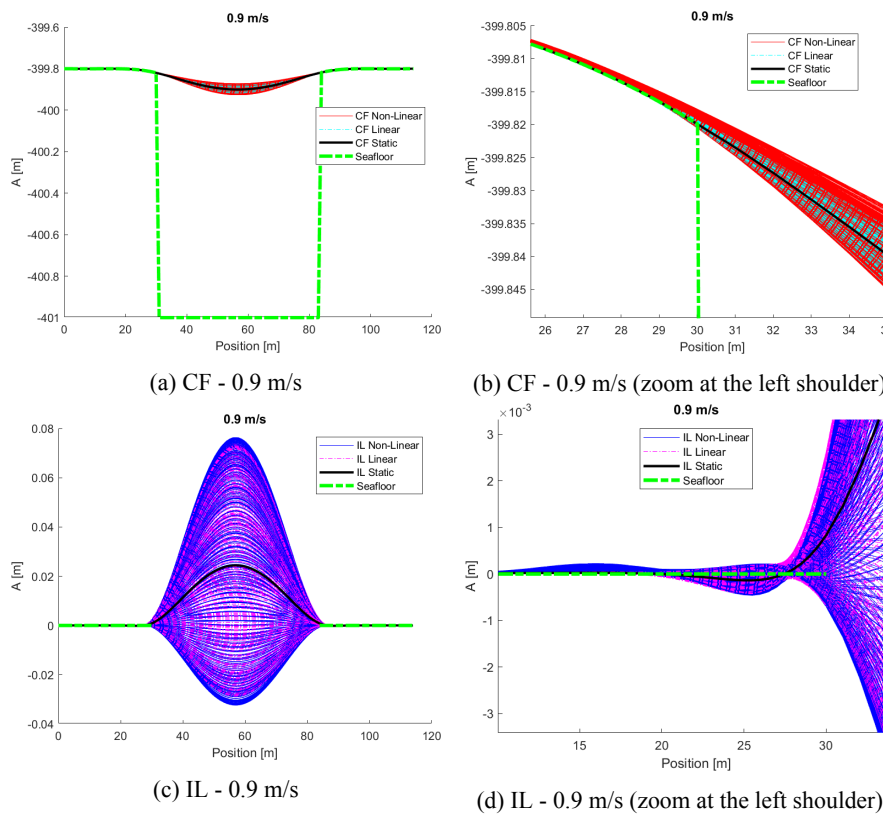 0.9 m/s
-399.6
-399.8
-400
-400.2
-400.4
-400.6
-400.8
-401
A [m]
CF Non-Linear
CF Linear
CF Static
Seafloor
0 20 40 60 80 100 120
Position [m]
(a) CF - 0.9 m/s
0.9 m/s
-399.805
-399.81
-399.815
-399.82
-399.825
-399.83
-399.835
-399.84
-399.845
A [m]
CF Non-Linear
CF Linear
CF Static
Seafloor
26 27 28 29 30 31 32 33 34 35
Position [m]
(b) CF - 0.9 m/s (zoom at the left shoulder)
0.9 m/s
0.08
0.06
0.04
0.02
0
-0.02
-0.04
A [m]
IL Non-Linear
IL Linear
IL Static
Seafloor
0 20 40 60 80 100 120
Position [m]
(c) IL - 0.9 m/s
×10⁻³
0.9 m/s
3
2
1
0
-1
-2
-3
A [m]
IL Non-Linear
IL Linear
IL Static
Seafloor
15 20 25 30
Position [m]
(d) IL - 0.9 m/s (zoom at the left shoulder)